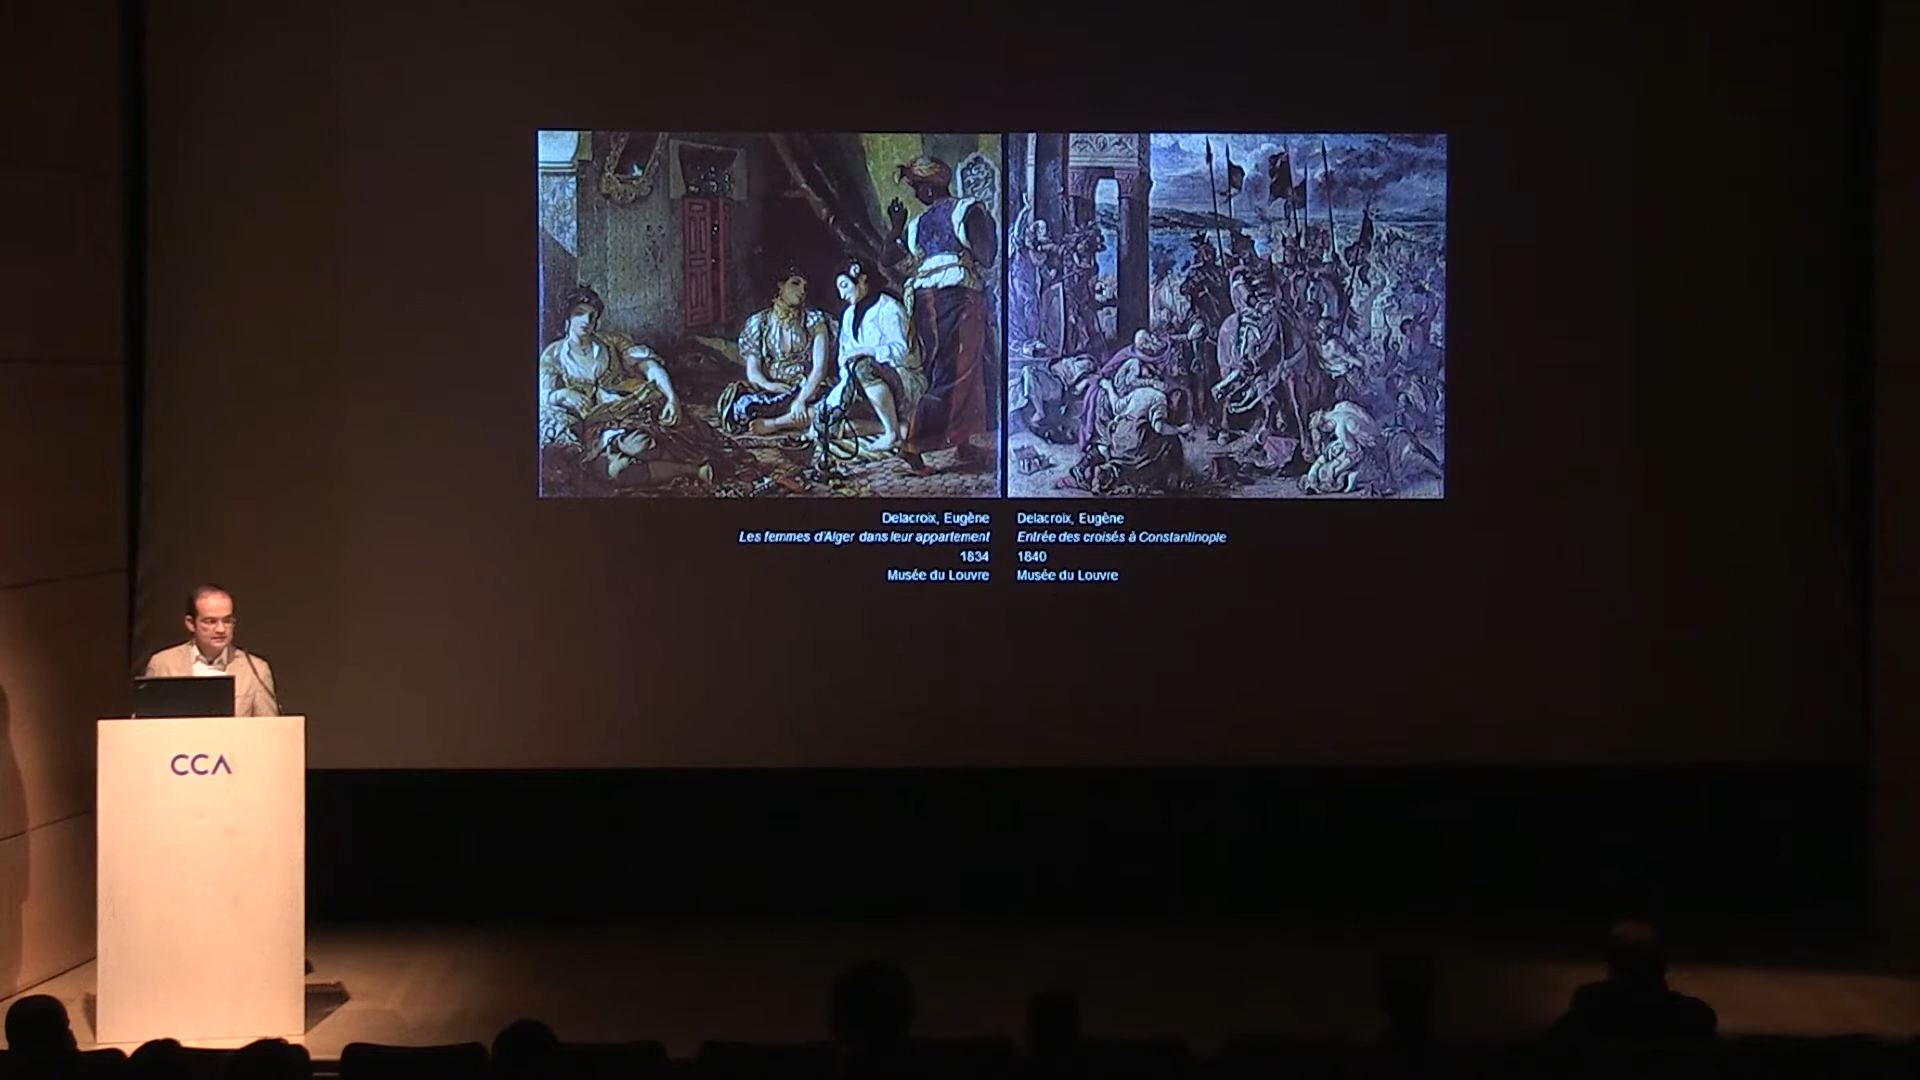 Delacroix, Eugène
Les femmes d'Alger dans leur appartement
1834
Musée du Louvre
Delacroix, Eugène
Entrée des croisés à Constantinople
1840
Musée du Louvre
CCA